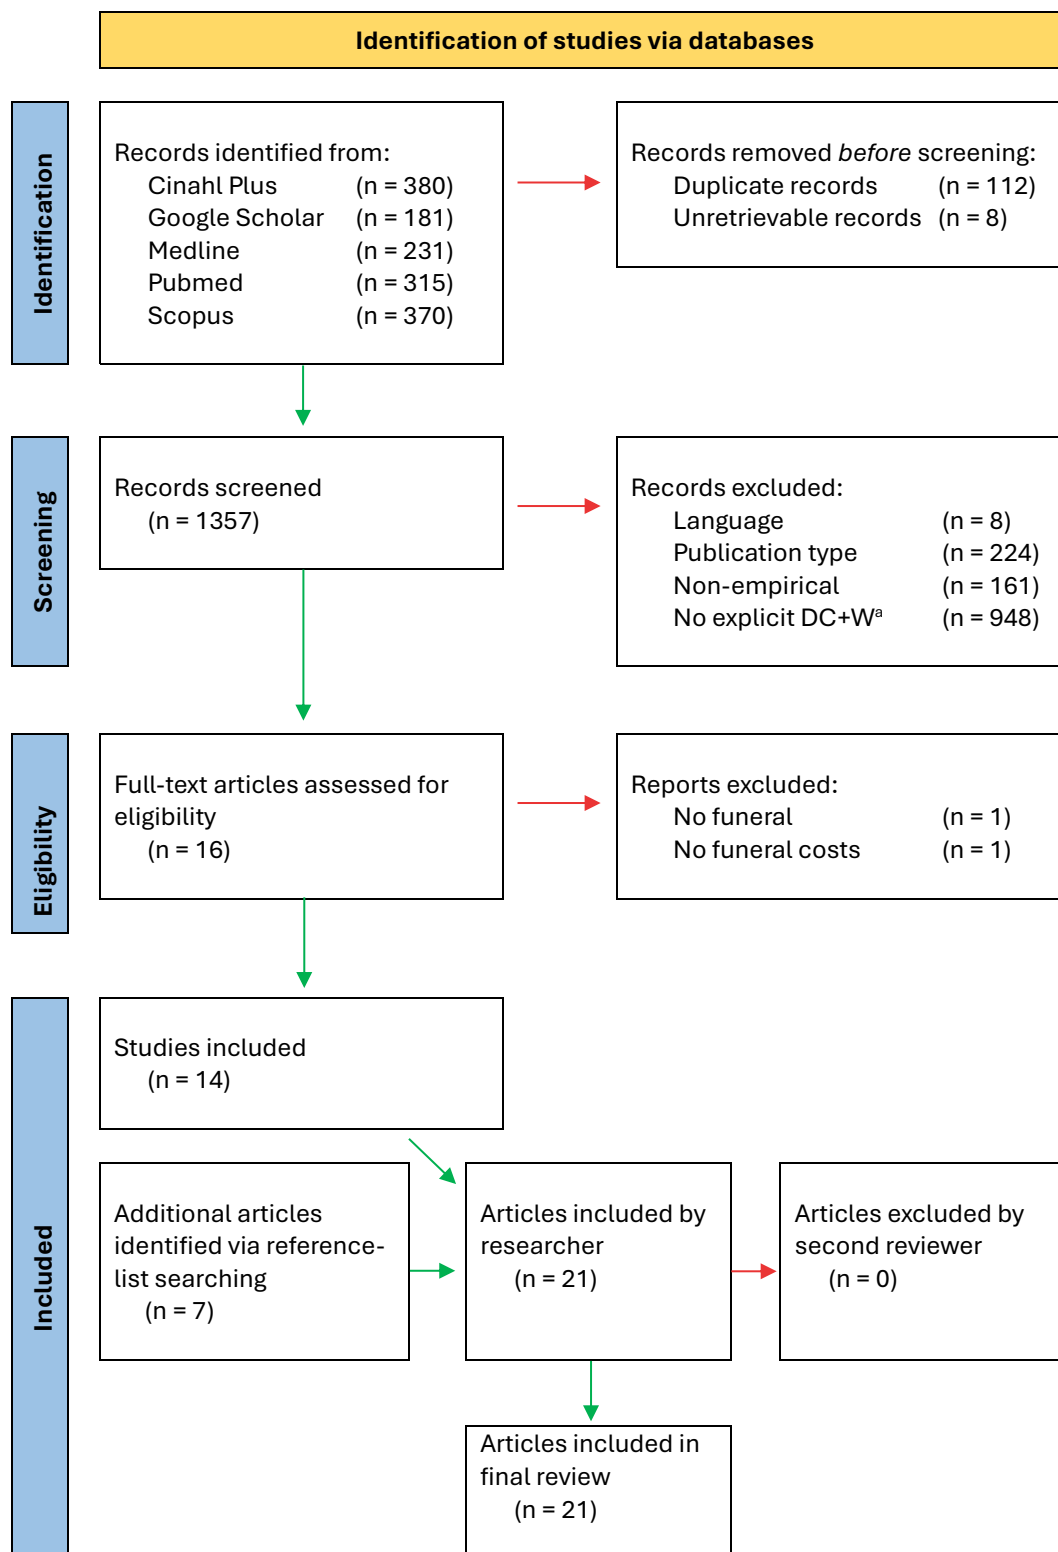 Identification of studies via databases
Identification
Records identified from:
Cinahl Plus (n = 380)
Google Scholar (n = 181)
Medline (n = 231)
Pubmed (n = 315)
Scopus (n = 370)
Records removed before screening:
Duplicate records (n = 112)
Unretrievable records (n = 8)
Screening
Records screened
(n = 1357)
Records excluded:
Language (n = 8)
Publication type (n = 224)
Non-empirical (n = 161)
No explicit DC+Wᵃ (n = 948)
Eligibility
Full-text articles assessed for
eligibility
(n = 16)
Reports excluded:
No funeral (n = 1)
No funeral costs (n = 1)
Included
Studies included
(n = 14)
Additional articles
identified via reference-
list searching
(n = 7)
Articles included by
researcher
(n = 21)
Articles excluded by
second reviewer
(n = 0)
Articles included in
final review
(n = 21)